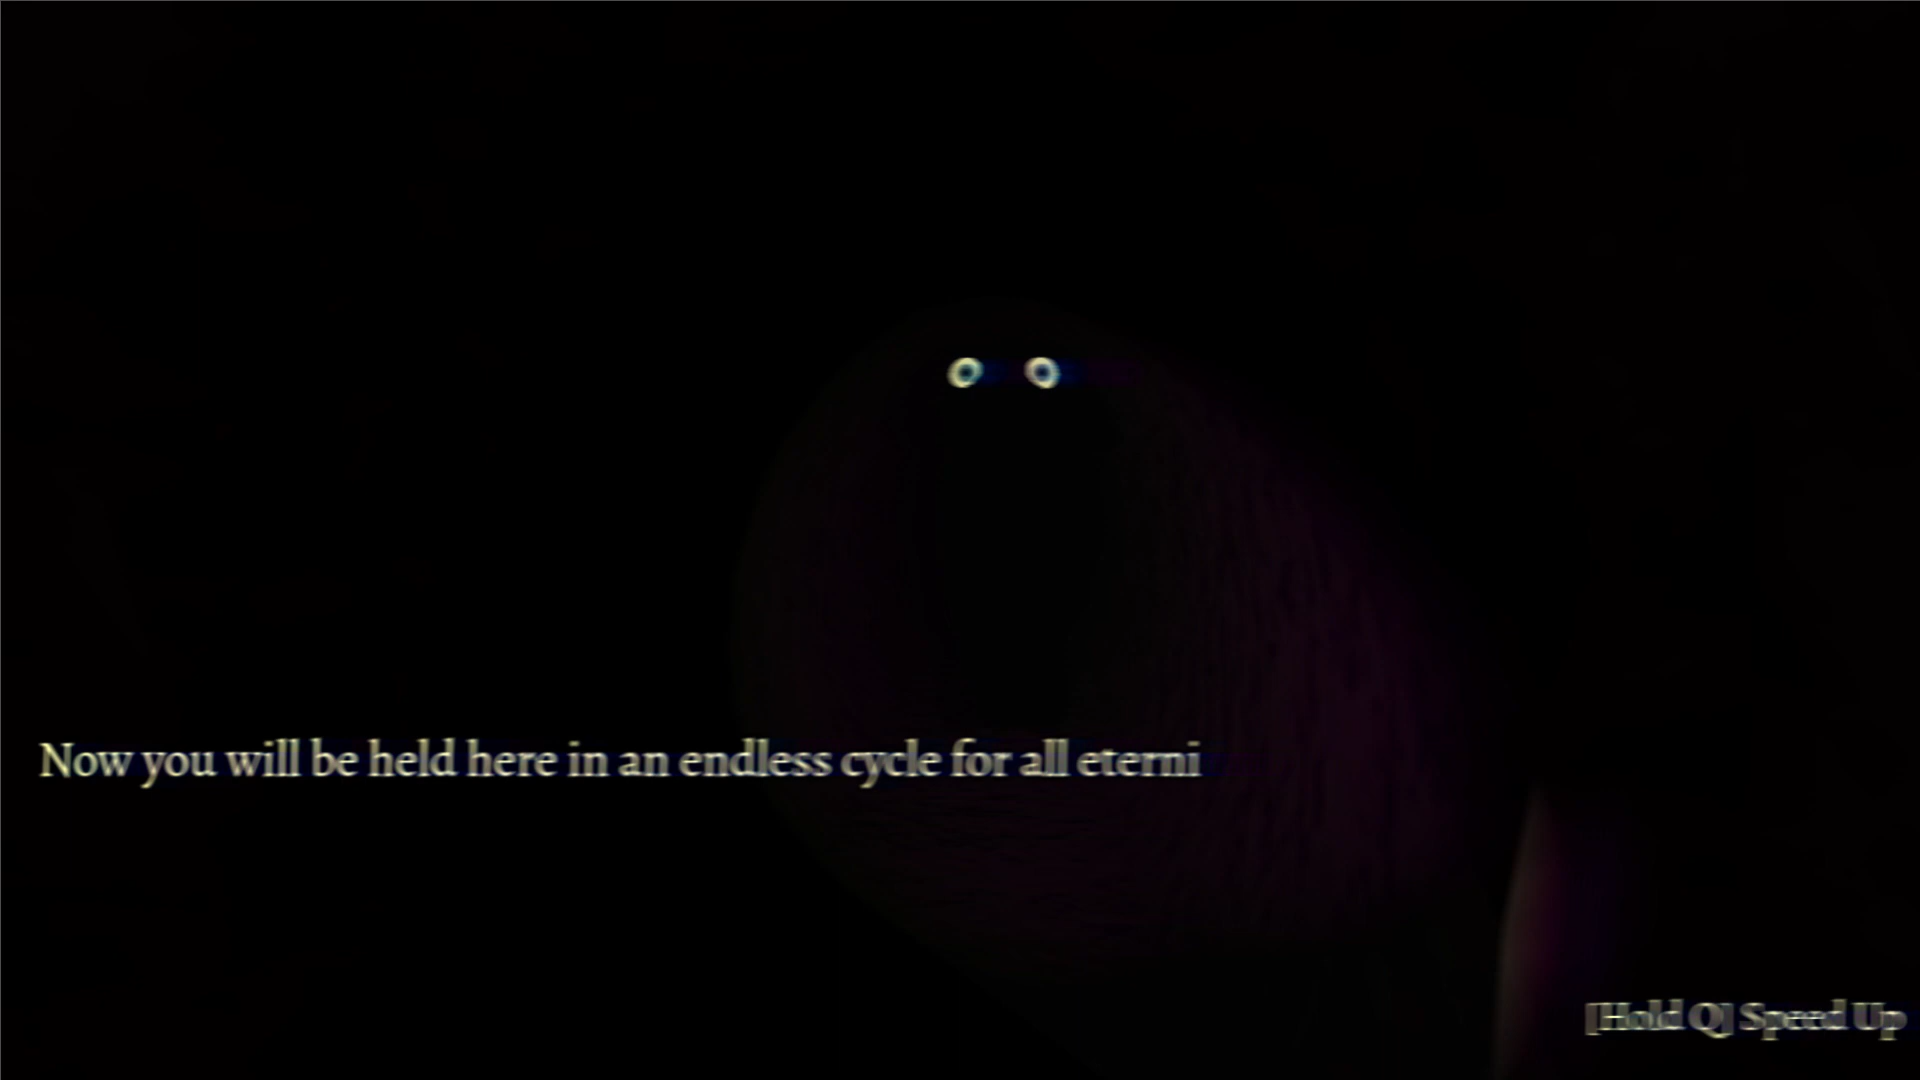 Now you will be held here in an endless cycle for all eterni
[Hold Q] Speed Up